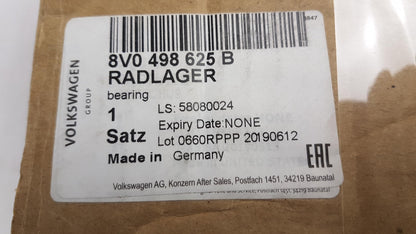 VOLKSWAGEN
GROUP
8V0 498 625 B
RADLAGER
bearing
1
LS: 58080024
Expiry Date:NONE
Satz
Lot 0660RPPP 20190612
Made in Germany
EAC
Volkswagen AG, Konzern After Sales, Postfach 1451, 34219 Baunatal